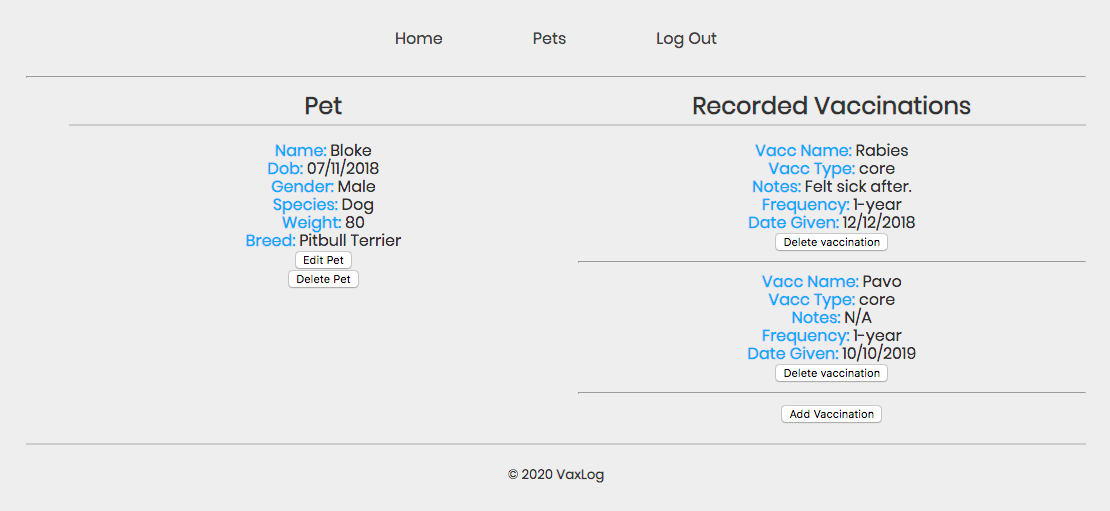 Home Pets Log Out
Pet
Name: Bloke
Dob: 07/11/2018
Gender: Male
Species: Dog
Weight: 80
Breed: Pitbull Terrier
Edit Pet
Delete Pet
Recorded Vaccinations
Vacc Name: Rabies
Vacc Type: core
Notes: Felt sick after.
Frequency: 1-year
Date Given: 12/12/2018
Delete vaccination
Vacc Name: Pavo
Vacc Type: core
Notes: N/A
Frequency: 1-year
Date Given: 10/10/2019
Delete vaccination
Add Vaccination
© 2020 VaxLog